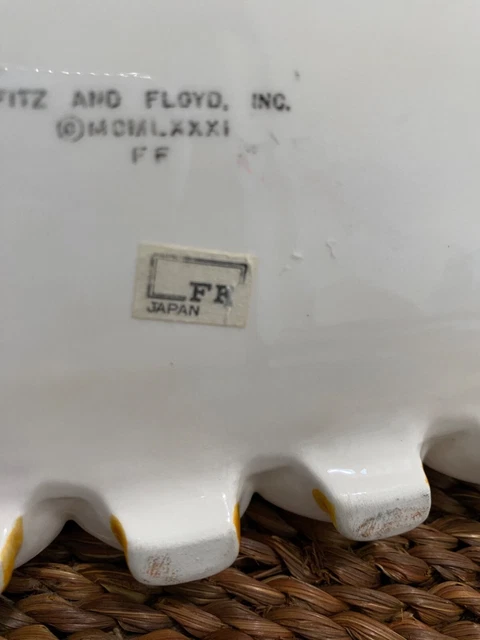 FITZ AND FLOYD, INC.
©MCMLXXXI
FF
FF
JAPAN